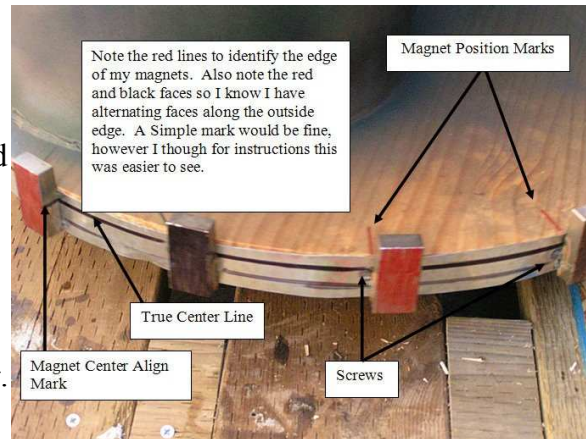 Note the red lines to identify the edge
of my magnets. Also note the red
and black faces so I know I have
alternating faces along the outside
edge. A Simple mark would be fine,
however I though for instructions this
was easier to see.
Magnet Position Marks
True Center Line
Magnet Center Align
Mark
Screws